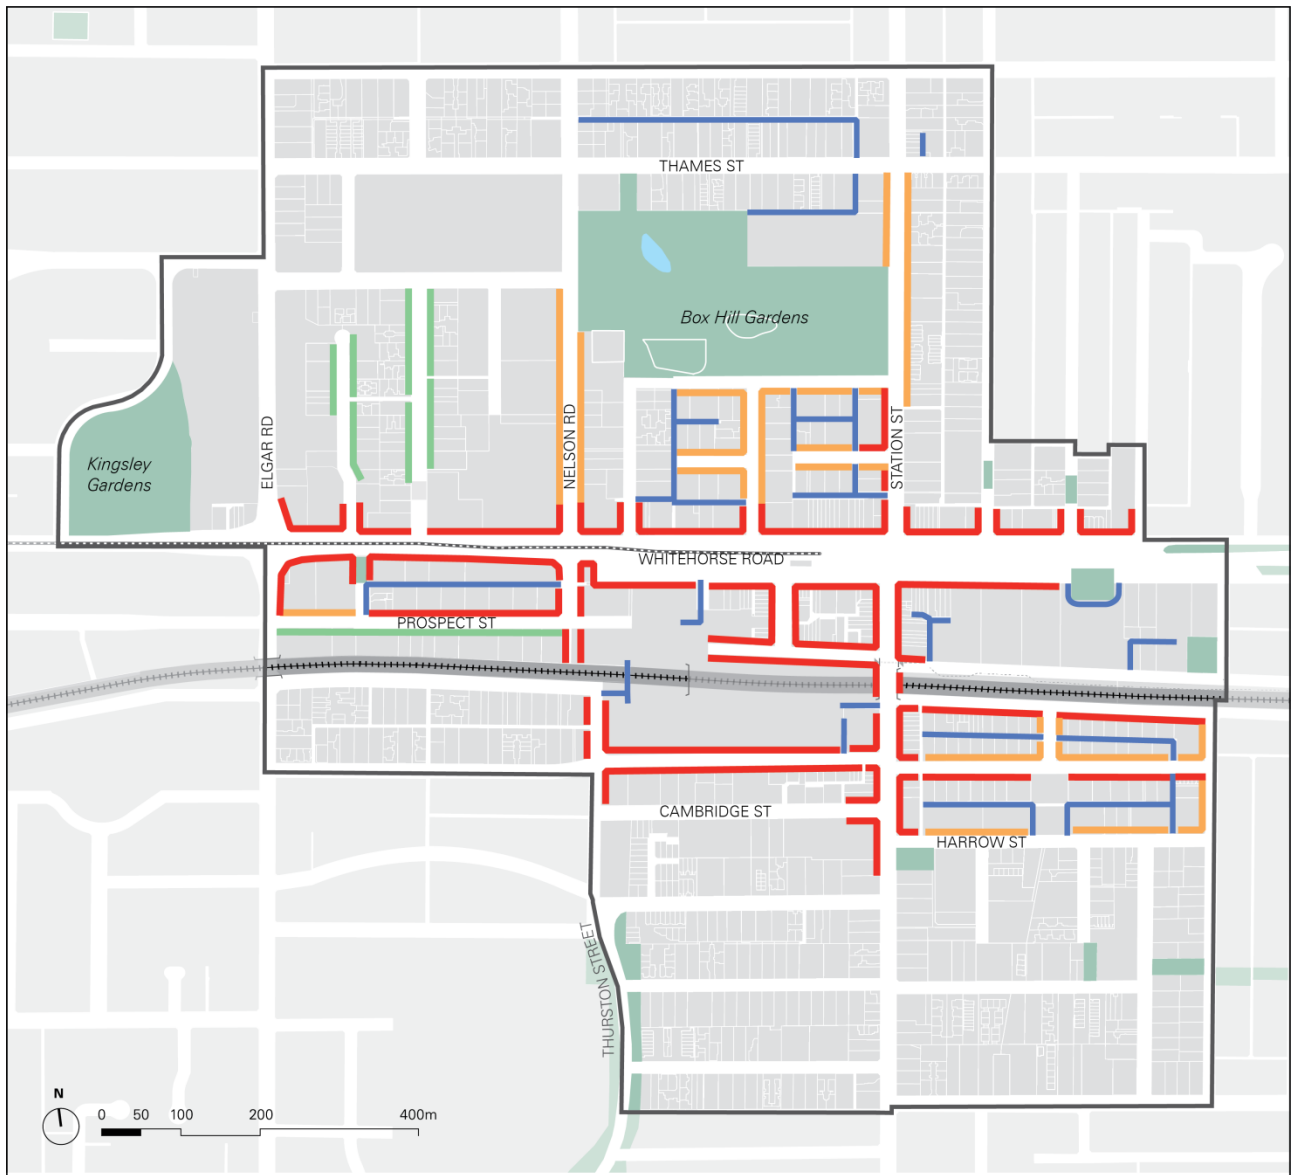 THAMES ST
Box Hill Gardens
ELGAR RD
NELSON RD
STATION ST
Kingsley
Gardens
WHITEHORSE ROAD
PROSPECT ST
CAMBRIDGE ST
HARROW ST
THURSTON STREET
N
0 50 100 200 400m